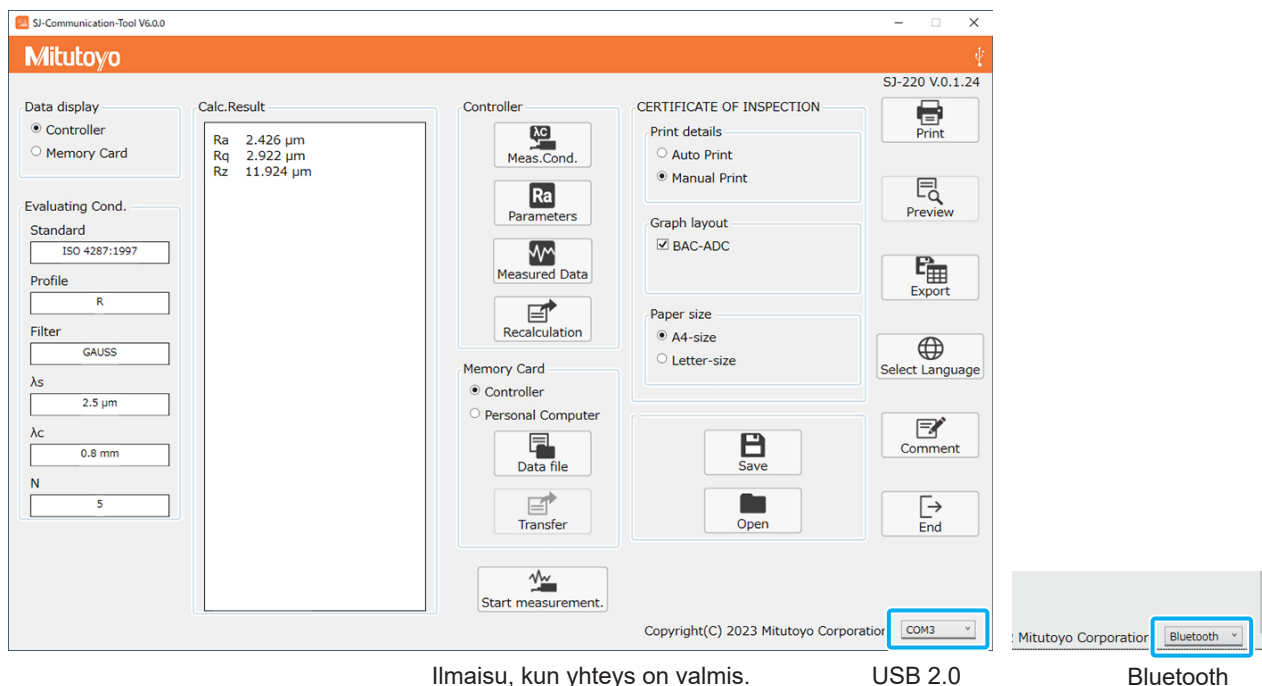 SJ-Communication-Tool V6.0.0
Mitutoyo
SJ-220 V.0.1.24
Data display
Controller
Memory Card
Evaluating Cond.
Standard
ISO 4287:1997
Profile
R
Filter
GAUSS
λs
2.5 µm
λc
0.8 mm
N
5
Calc.Result
Ra 2.426 µm
Rq 2.922 µm
Rz 11.924 µm
Controller
λC
Meas.Cond.
Ra
Parameters
Measured Data
Recalculation
Memory Card
Controller
Personal Computer
Data file
Transfer
Start measurement.
CERTIFICATE OF INSPECTION
Print details
Auto Print
Manual Print
Graph layout
BAC-ADC
Paper size
A4-size
Letter-size
Save
Open
Print
Preview
Export
Select Language
Comment
End
Copyright(C) 2023 Mitutoyo Corporation
COM3
Mitutoyo Corporation
Bluetooth
Ilmaisu, kun yhteys on valmis.
USB 2.0
Bluetooth